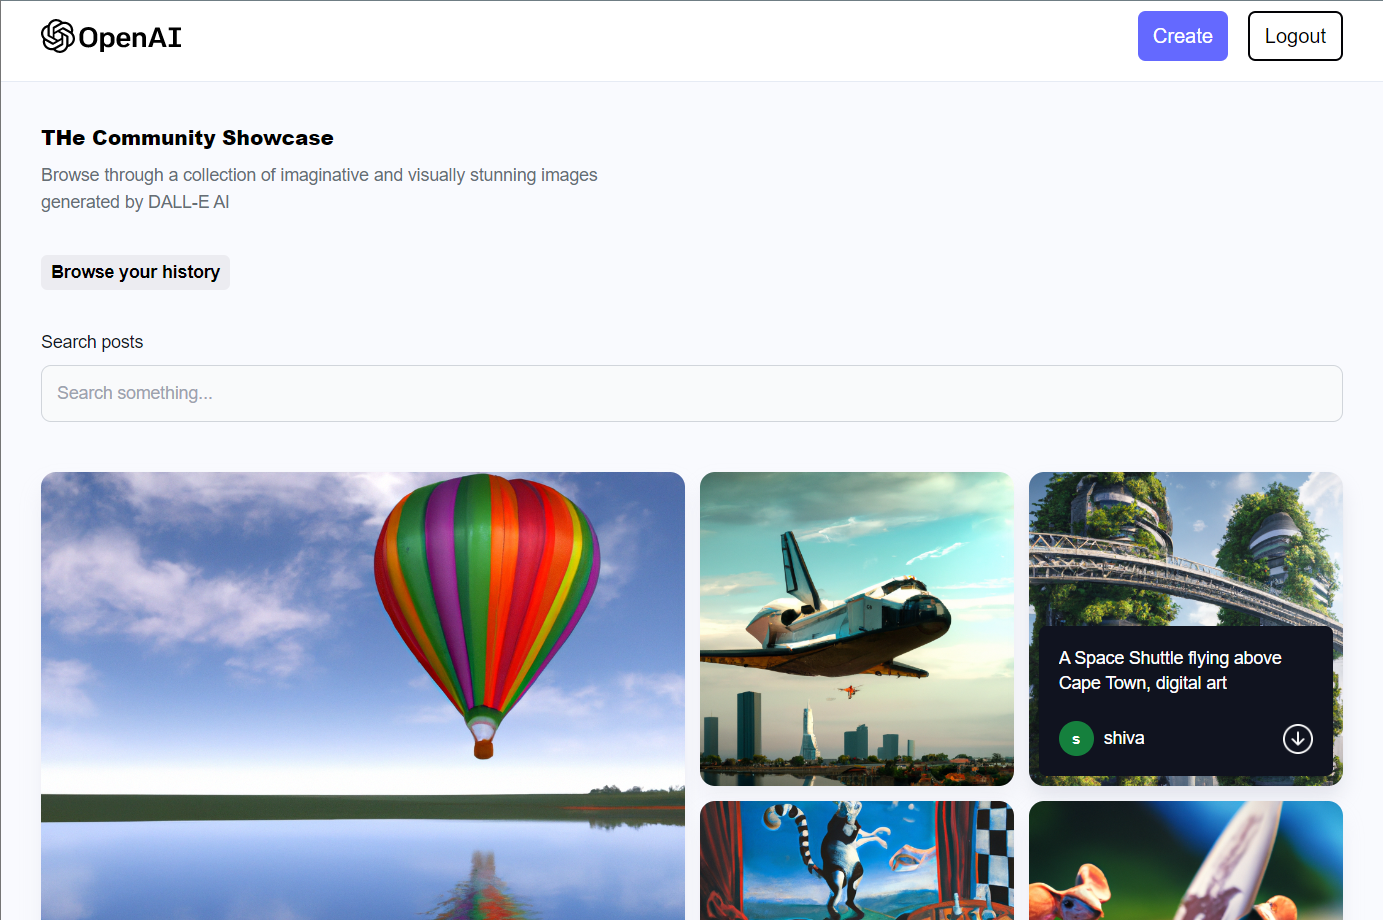 OpenAI
Create
Logout
THe Community Showcase
Browse through a collection of imaginative and visually stunning images
generated by DALL-E AI
Browse your history
Search posts
Search something...
A Space Shuttle flying above
Cape Town, digital art
s
shiva